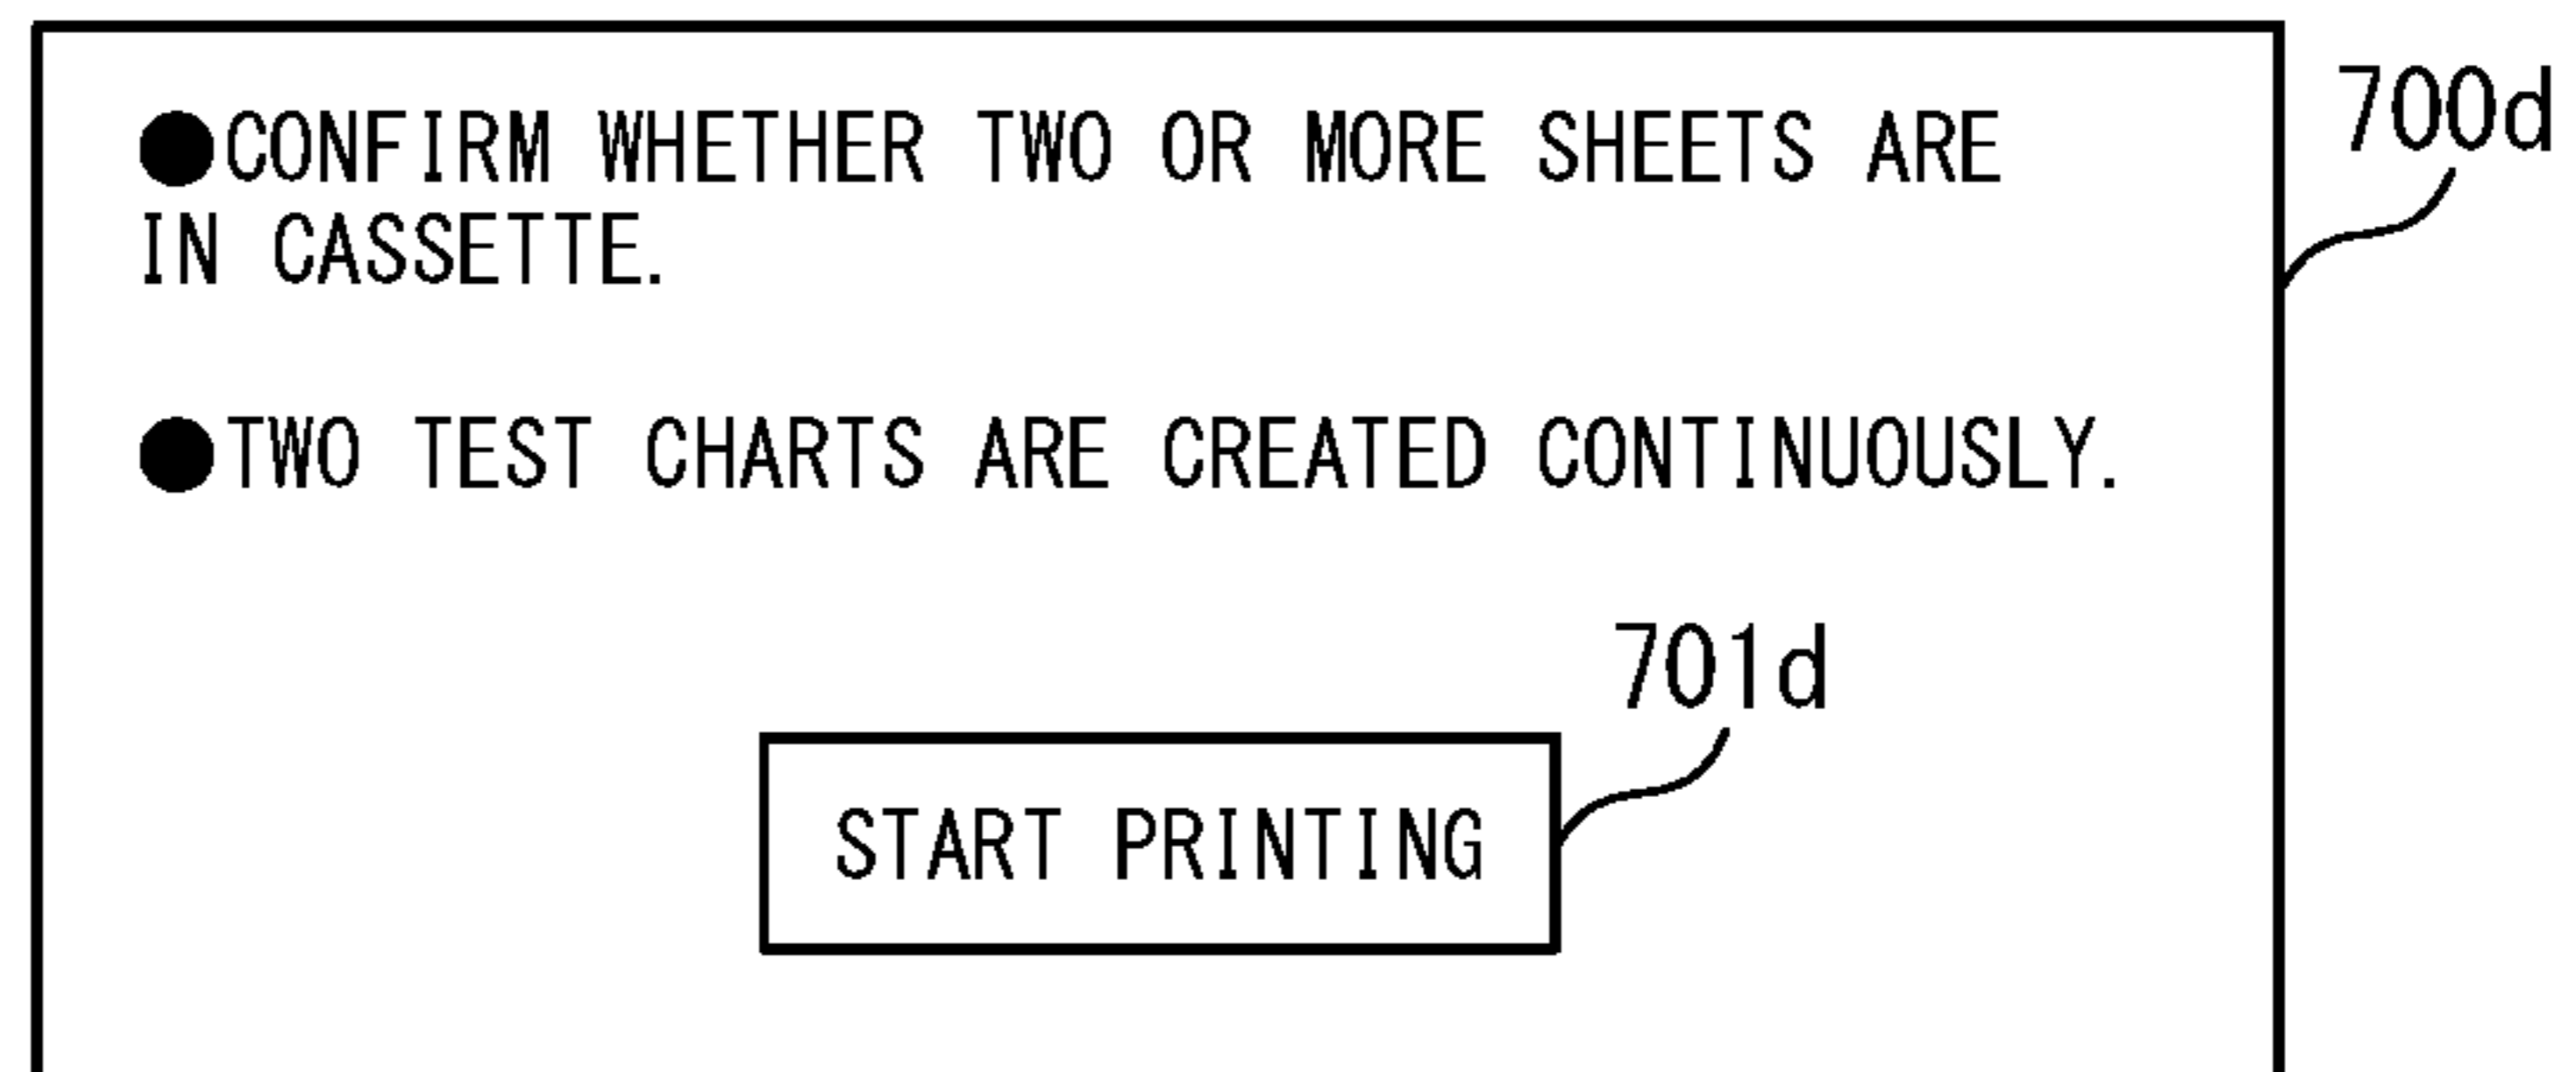 ●CONFIRM WHETHER TWO OR MORE SHEETS ARE
IN CASSETTE.
●TWO TEST CHARTS ARE CREATED CONTINUOUSLY.
START PRINTING
700d
701d